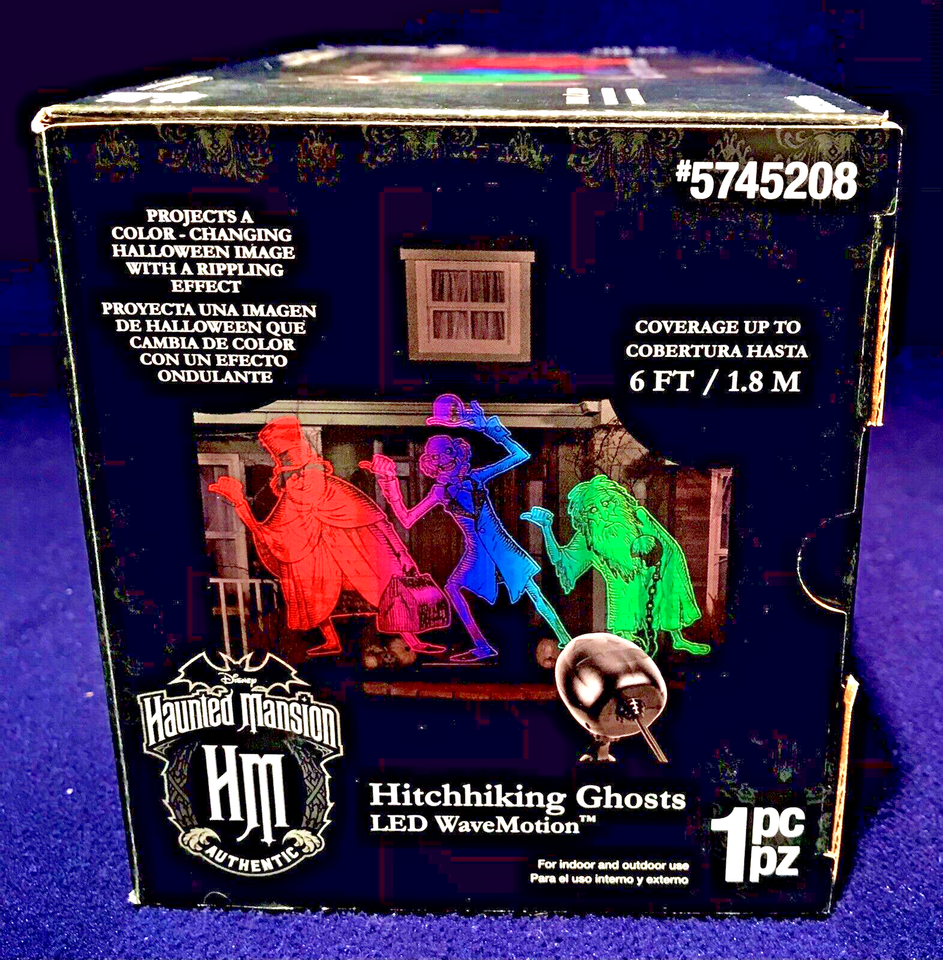 #5745208
PROJECTS A
COLOR - CHANGING
HALLOWEEN IMAGE
WITH A RIPPLING
EFFECT
PROYECTA UNA IMAGEN
DE HALLOWEEN QUE
CAMBIA DE COLOR
CON UN EFECTO
ONDULANTE
COVERAGE UP TO
COBERTURA HASTA
6 FT / 1.8 M
Disney
Haunted Mansion
HM
AUTHENTIC
Hitchhiking Ghosts
LED WaveMotion™
For indoor and outdoor use
Para el uso interno y externo
1 pc
pz